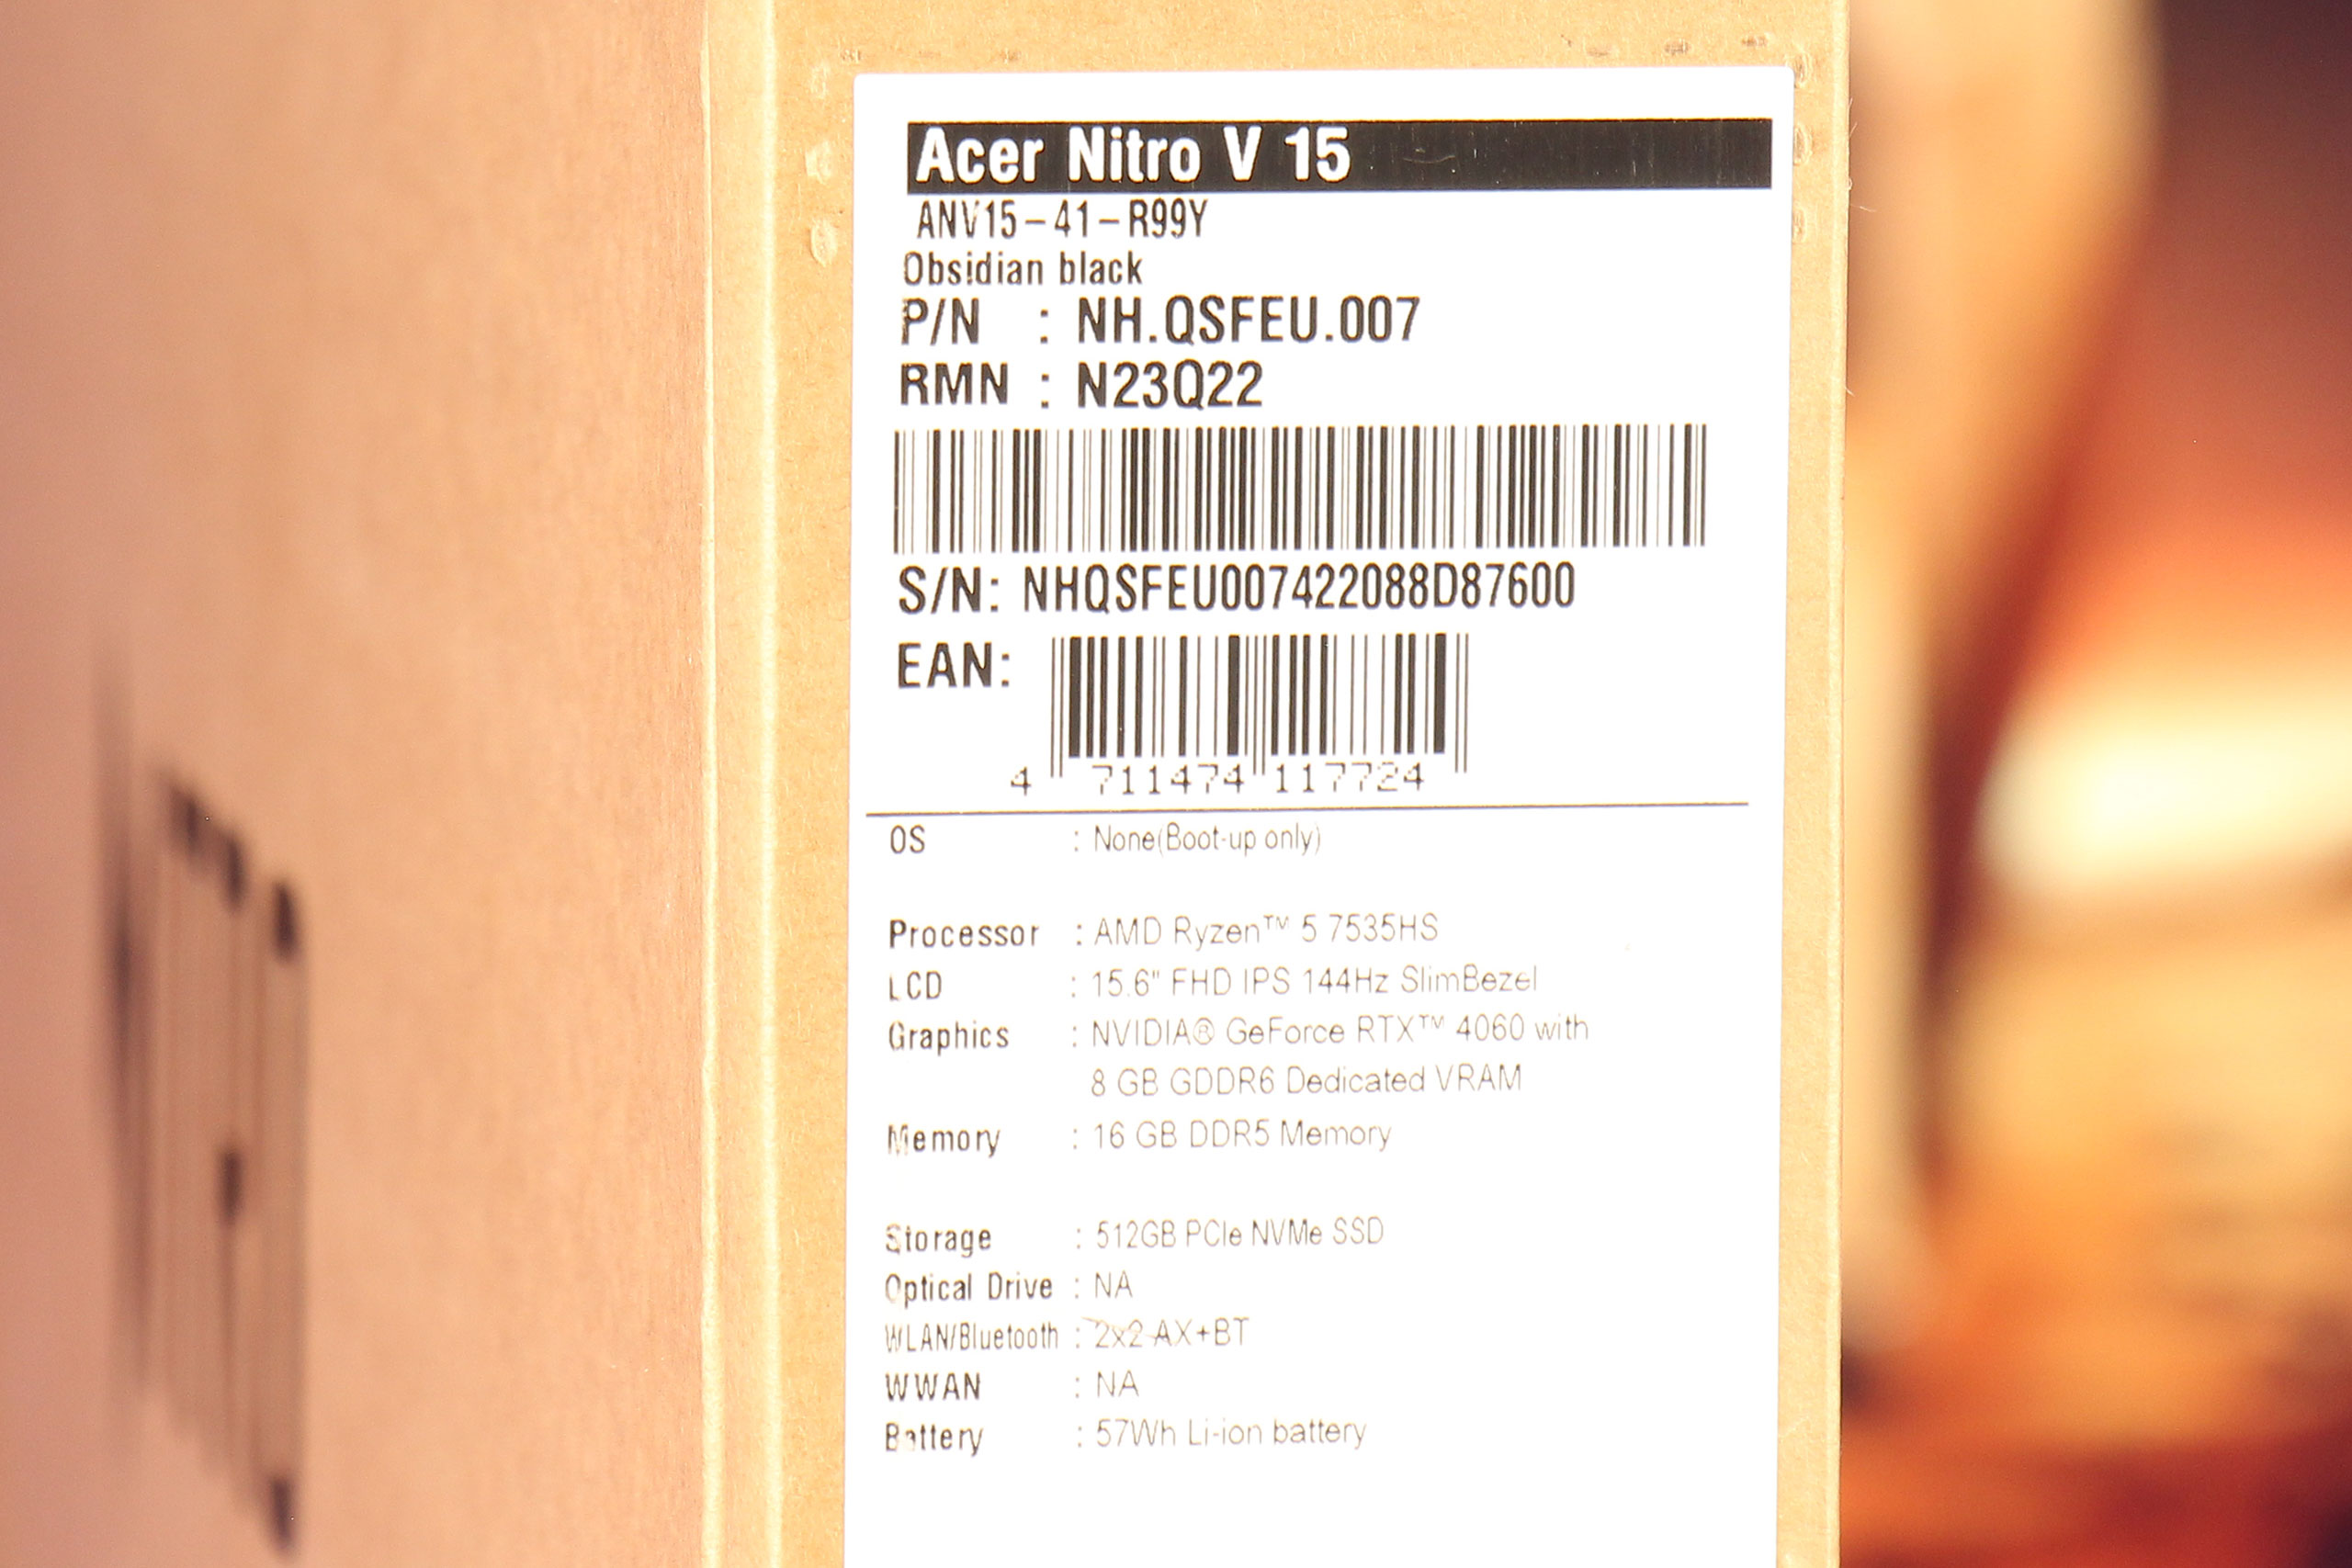 Acer Nitro V 15
ANV15-41-R99Y
Obsidian black
P/N : NH.QSFEU.007
RMN : N23Q22
S/N: NHQSFEU007422088D87600
EAN:
4 711474 117724
OS : None(Boot-up only)
Processor : AMD Ryzen™ 5 7535HS
LCD : 15.6" FHD IPS 144Hz SlimBezel
Graphics : NVIDIA® GeForce RTX™ 4060 with
8 GB GDDR6 Dedicated VRAM
Memory : 16 GB DDR5 Memory
Storage : 512GB PCIe NVMe SSD
Optical Drive : NA
WLAN/Bluetooth : 2x2 AX+BT
WWAN : NA
Battery : 57Wh Li-ion battery